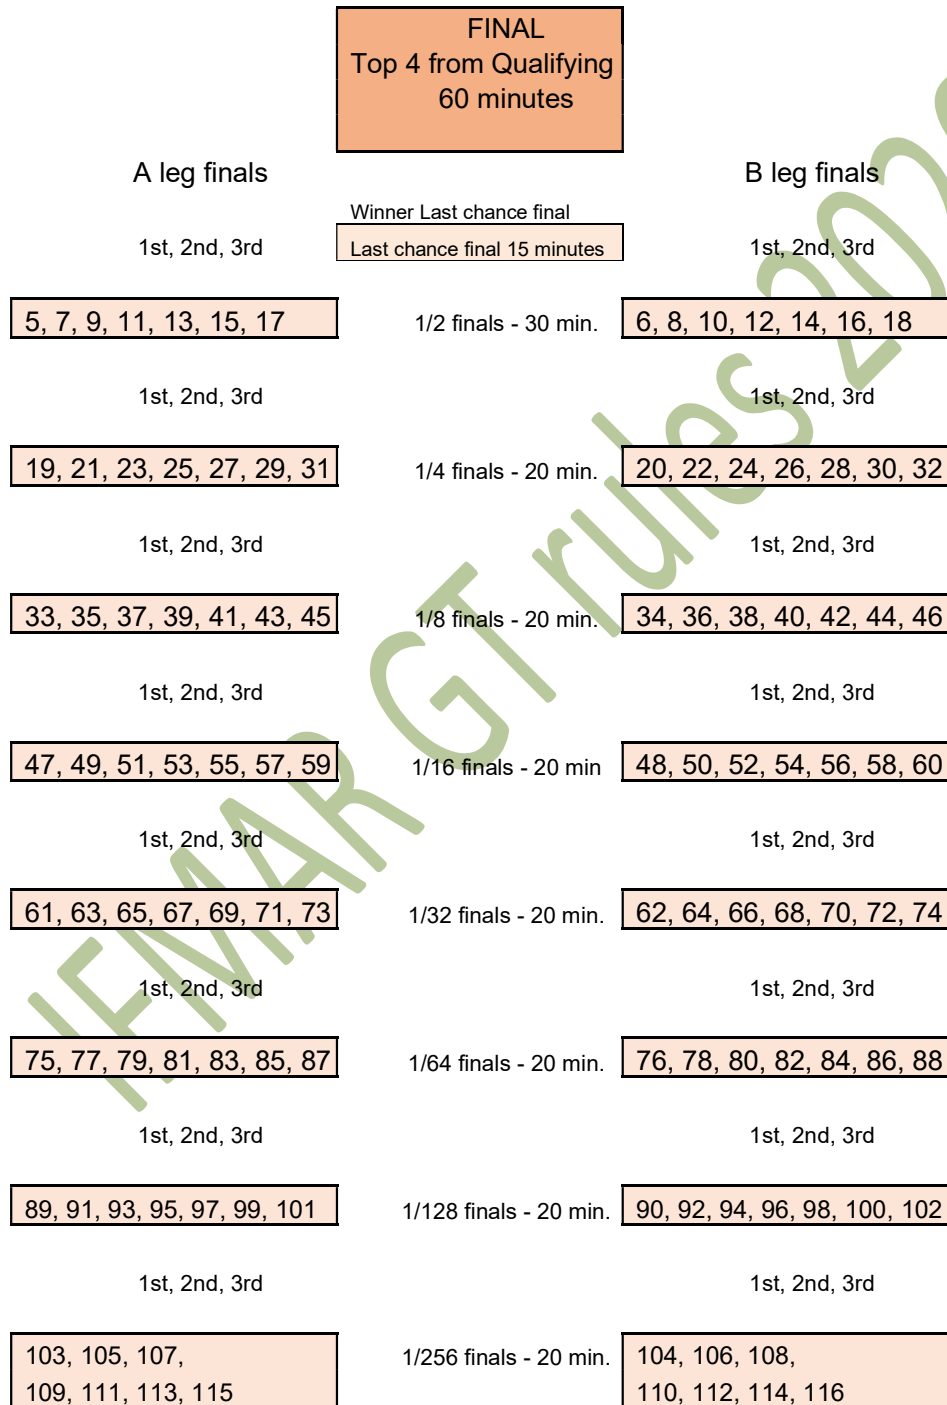 FINAL
Top 4 from Qualifying
60 minutes
A leg finals
B leg finals
Winner Last chance final
1st, 2nd, 3rd
Last chance final 15 minutes
1st, 2nd, 3rd
5, 7, 9, 11, 13, 15, 17
1/2 finals - 30 min.
6, 8, 10, 12, 14, 16, 18
1st, 2nd, 3rd
1st, 2nd, 3rd
19, 21, 23, 25, 27, 29, 31
1/4 finals - 20 min.
20, 22, 24, 26, 28, 30, 32
1st, 2nd, 3rd
1st, 2nd, 3rd
33, 35, 37, 39, 41, 43, 45
1/8 finals - 20 min.
34, 36, 38, 40, 42, 44, 46
1st, 2nd, 3rd
1st, 2nd, 3rd
47, 49, 51, 53, 55, 57, 59
1/16 finals - 20 min
48, 50, 52, 54, 56, 58, 60
1st, 2nd, 3rd
1st, 2nd, 3rd
61, 63, 65, 67, 69, 71, 73
1/32 finals - 20 min.
62, 64, 66, 68, 70, 72, 74
1st, 2nd, 3rd
1st, 2nd, 3rd
75, 77, 79, 81, 83, 85, 87
1/64 finals - 20 min.
76, 78, 80, 82, 84, 86, 88
1st, 2nd, 3rd
1st, 2nd, 3rd
89, 91, 93, 95, 97, 99, 101
1/128 finals - 20 min.
90, 92, 94, 96, 98, 100, 102
1st, 2nd, 3rd
1st, 2nd, 3rd
103, 105, 107,
109, 111, 113, 115
1/256 finals - 20 min.
104, 106, 108,
110, 112, 114, 116
IFMAR GT rules